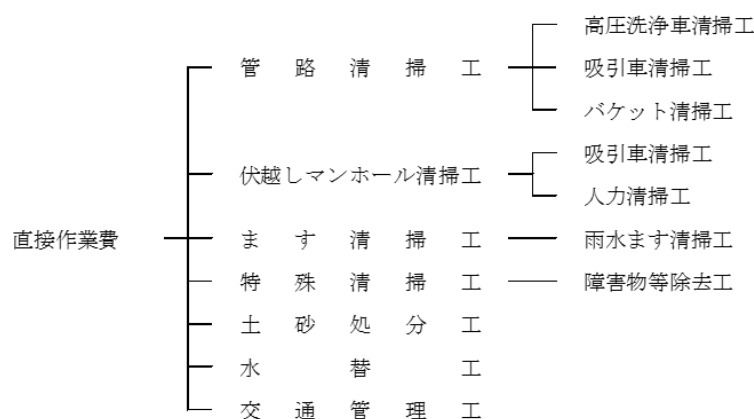 高圧洗浄車清掃工
管路清掃工
吸引車清掃工
バケット清掃工
吸引車清掃工
伏越しマンホール清掃工
人力清掃工
直接作業費
ます清掃工
雨水ます清掃工
特殊清掃工
障害物等除去工
土砂処分工
水替工
交通管理工